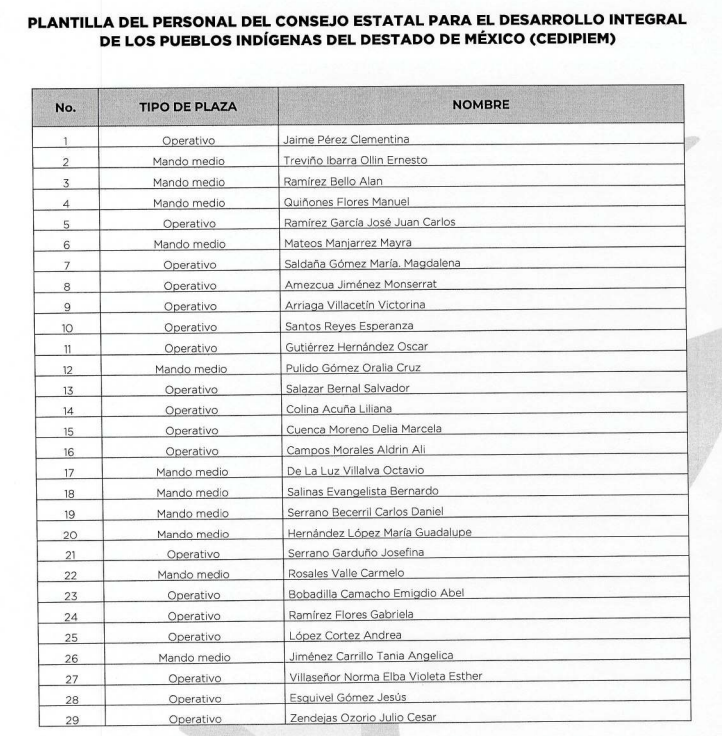 PLANTILLA DEL PERSONAL DEL CONSEJO ESTATAL PARA EL DESARROLLO INTEGRAL
DE LOS PUEBLOS INDÍGENAS DEL DESTADO DE MÉXICO (CEDIPIEM)
No. TIPO DE PLAZA NOMBRE
1 Operativo Jaime Pérez Clementina
2 Mando medio Treviño Ibarra Ollin Ernesto
3 Mando medio Ramírez Bello Alan
4 Mando medio Quiñones Flores Manuel
5 Operativo Ramírez García José Juan Carlos
6 Mando medio Mateos Manjarrez Mayra
7 Operativo Saldaña Gómez María. Magdalena
8 Operativo Amezcua Jiménez Monserrat
9 Operativo Arriaga Villacetín Victorina
10 Operativo Santos Reyes Esperanza
11 Operativo Gutiérrez Hernández Oscar
12 Mando medio Pulido Gómez Oralia Cruz
13 Operativo Salazar Bernal Salvador
14 Operativo Colina Acuña Liliana
15 Operativo Cuenca Moreno Delia Marcela
16 Operativo Campos Morales Aldrin Ali
17 Mando medio De La Luz Villalva Octavio
18 Mando medio Salinas Evangelista Bernardo
19 Mando medio Serrano Becerril Carlos Daniel
20 Mando medio Hernández López María Guadalupe
21 Operativo Serrano Garduño Josefina
22 Mando medio Rosales Valle Carmelo
23 Operativo Bobadilla Camacho Emigdio Abel
24 Operativo Ramírez Flores Gabriela
25 Operativo López Cortez Andrea
26 Mando medio Jiménez Carrillo Tania Angelica
27 Operativo Villaseñor Norma Elba Violeta Esther
28 Operativo Esquivel Gómez Jesús
29 Operativo Zendejas Ozorio Julio Cesar